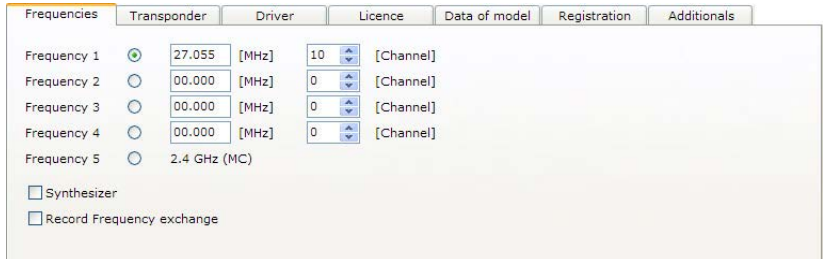 Frequencies Transponder Driver Licence Data of model Registration Additionals
Frequency 1 27.055 [MHz] 10 [Channel]
Frequency 2 00.000 [MHz] 0 [Channel]
Frequency 3 00.000 [MHz] 0 [Channel]
Frequency 4 00.000 [MHz] 0 [Channel]
Frequency 5 2.4 GHz (MC)
Synthesizer
Record Frequency exchange